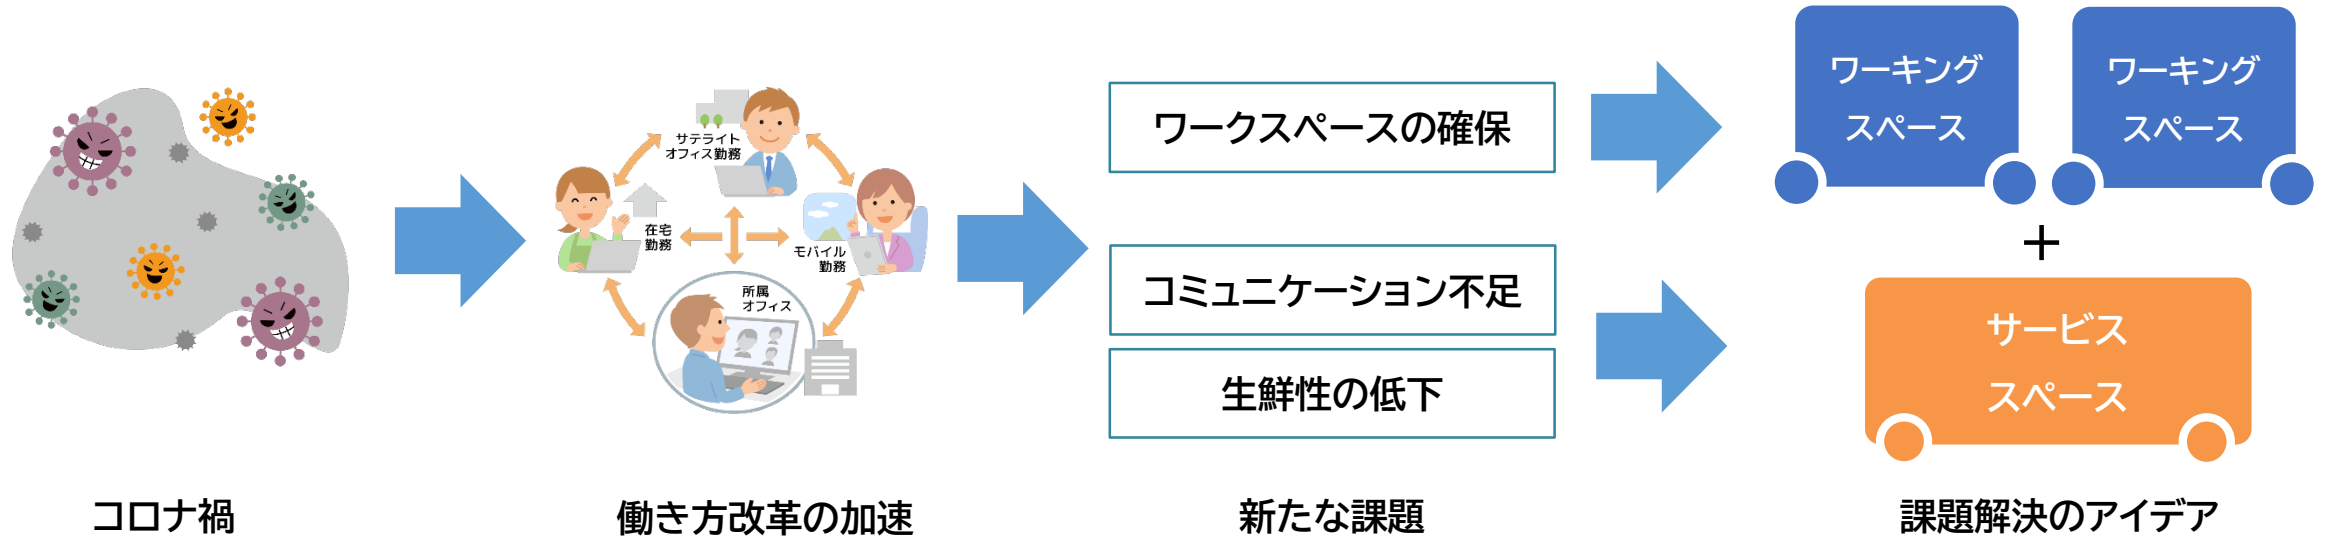 サテライト
オフィス勤務
在宅
勤務
モバイル
勤務
所属
オフィス
ワークスペースの確保
コミュニケーション不足
生鮮性の低下
ワーキング
スペース
ワーキング
スペース
+
サービス
スペース
コロナ禍
働き方改革の加速
新たな課題
課題解決のアイデア